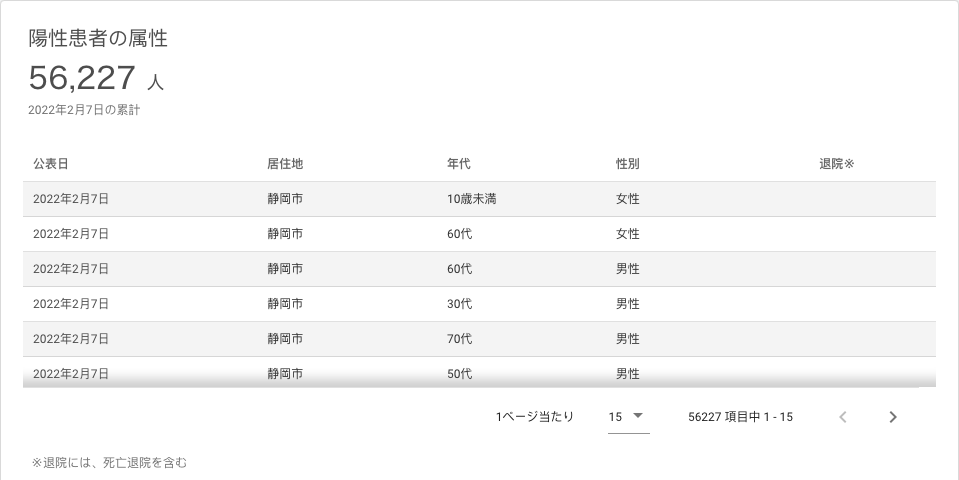 陽性患者の属性
56,227 人
2022年2月7日の累計
公表日 居住地 年代 性別 退院※
2022年2月7日 静岡市 10歳未満 女性
2022年2月7日 静岡市 60代 女性
2022年2月7日 静岡市 60代 男性
2022年2月7日 静岡市 30代 男性
2022年2月7日 静岡市 70代 男性
2022年2月7日 静岡市 50代 男性
1ページ当たり 15 56227 項目中 1 - 15
※退院には、死亡退院を含む